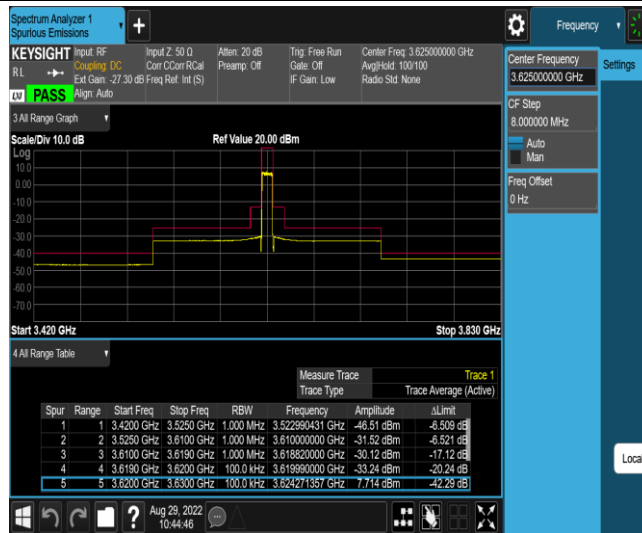 Spectrum Analyzer 1
Spurious Emissions
Frequency
KEYSIGHT
RL
LXI
PASS
Input: RF
Coupling: DC
Ext Gain: -27.30 dB
Align: Auto
Input Z: 50 Ω
Corr CCorr RCal
Freq Ref: Int (S)
Atten: 20 dB
Preamp: Off
Trig: Free Run
Gate: Off
IF Gain: Low
Center Freq: 3.625000000 GHz
Avg|Hold: 100/100
Radio Std: None
Center Frequency
3.625000000 GHz
Settings
CF Step
8.000000 MHz
Auto
Man
Freq Offset
0 Hz
Local
3 All Range Graph
Scale/Div 10.0 dB
Ref Value 20.00 dBm
Log
10.0
0.00
-10.0
-20.0
-30.0
-40.0
-50.0
-60.0
-70.0
Start 3.420 GHz
Stop 3.830 GHz
4 All Range Table
Measure Trace Trace 1
Trace Type Trace Average (Active)
Spur Range Start Freq Stop Freq RBW Frequency Amplitude ΔLimit
1 1 3.4200 GHz 3.5250 GHz 1.000 MHz 3.522990431 GHz -46.51 dBm -6.509 dB
2 2 3.5250 GHz 3.6100 GHz 1.000 MHz 3.610000000 GHz -31.52 dBm -6.521 dB
3 3 3.6100 GHz 3.6190 GHz 1.000 MHz 3.618820000 GHz -30.12 dBm -17.12 dB
4 4 3.6190 GHz 3.6200 GHz 100.0 kHz 3.619990000 GHz -33.24 dBm -20.24 dB
5 5 3.6200 GHz 3.6300 GHz 100.0 kHz 3.624271357 GHz 7.714 dBm -42.29 dB
?
Aug 29, 2022
10:44:46